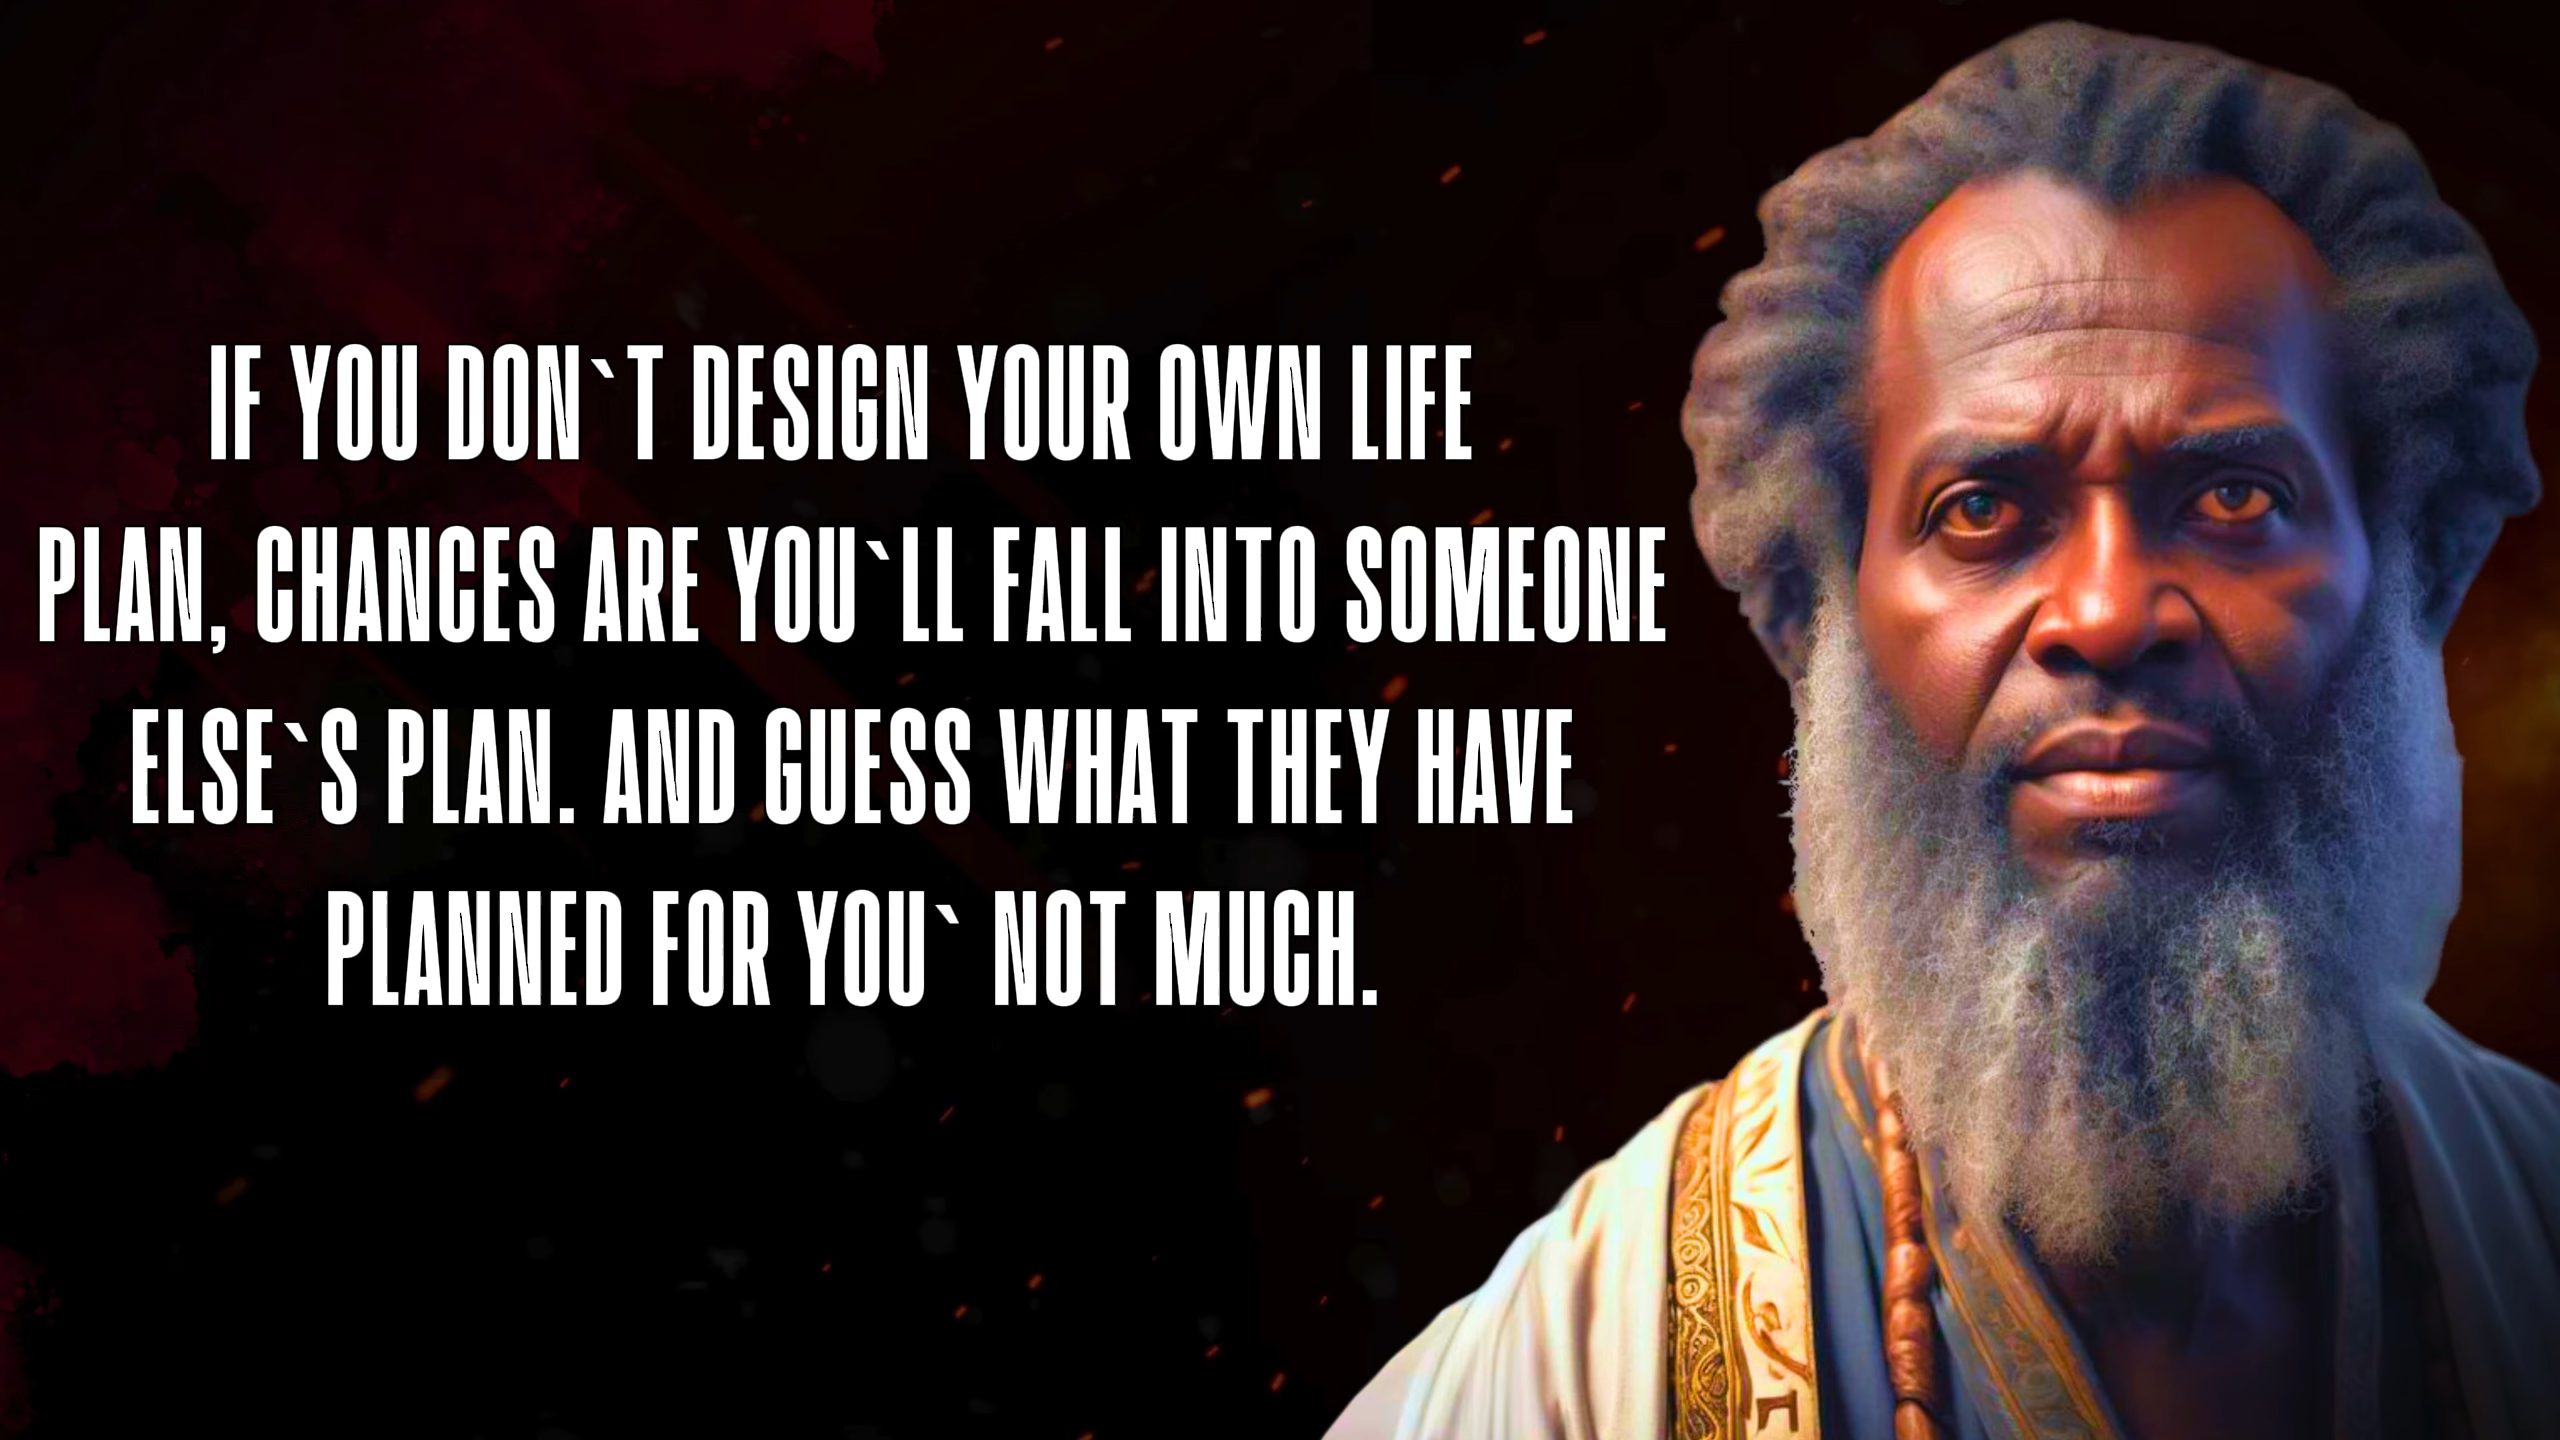 IF YOU DON`T DESIGN YOUR OWN LIFE
PLAN, CHANCES ARE YOU`LL FALL INTO SOMEONE
ELSE`S PLAN. AND GUESS WHAT THEY HAVE
PLANNED FOR YOU` NOT MUCH.